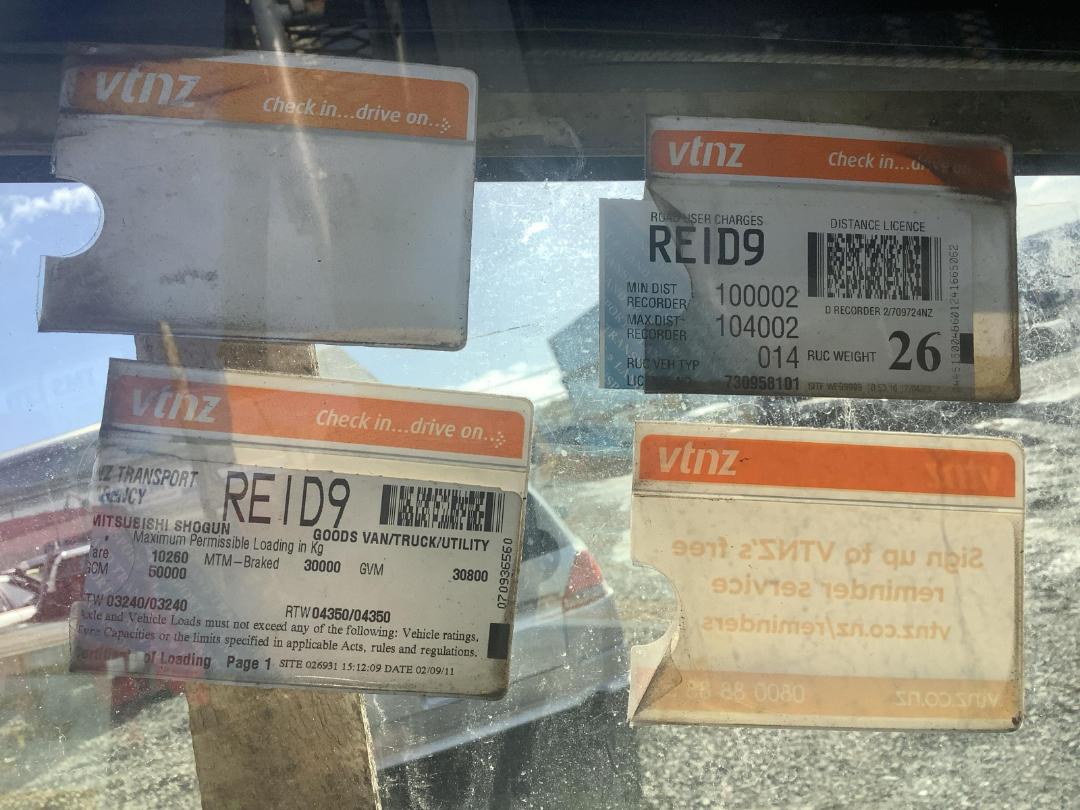 vtnz
Check in...drive on...
vtnz
Check in...drive on
ROAD USER CHARGES
REID9
DISTANCE LICENCE
MIN DIST
RECORDER
100002
MAX DIST
RECORDER
104002
D RECORDER 2/709724NZ
RUC VEH TYP
014
RUC WEIGHT
26
730958101
vtnz
Check in...drive on...
NZ TRANSPORT
AGENCY
REID9
MITSUBISHI SHOGUN
GOODS VAN/TRUCK/UTILITY
Maximum Permissible Loading in Kg
10260 MTM-Braked 30000 GVM 30800
50000
03240/03240
RTW 04350/04350
and Vehicle Loads must not exceed any of the following: Vehicle ratings,
Tyre Capacities or the limits specified in applicable Acts, rules and regulations.
of Loading Page 1 SITE 026931 15:12:09 DATE 02/09/11
070936560
vtnz
vtnz
Sign up to VTNZ's free
reminder service
vtnz.co.nz/reminders
0800 88 88
vtnz.co.nz